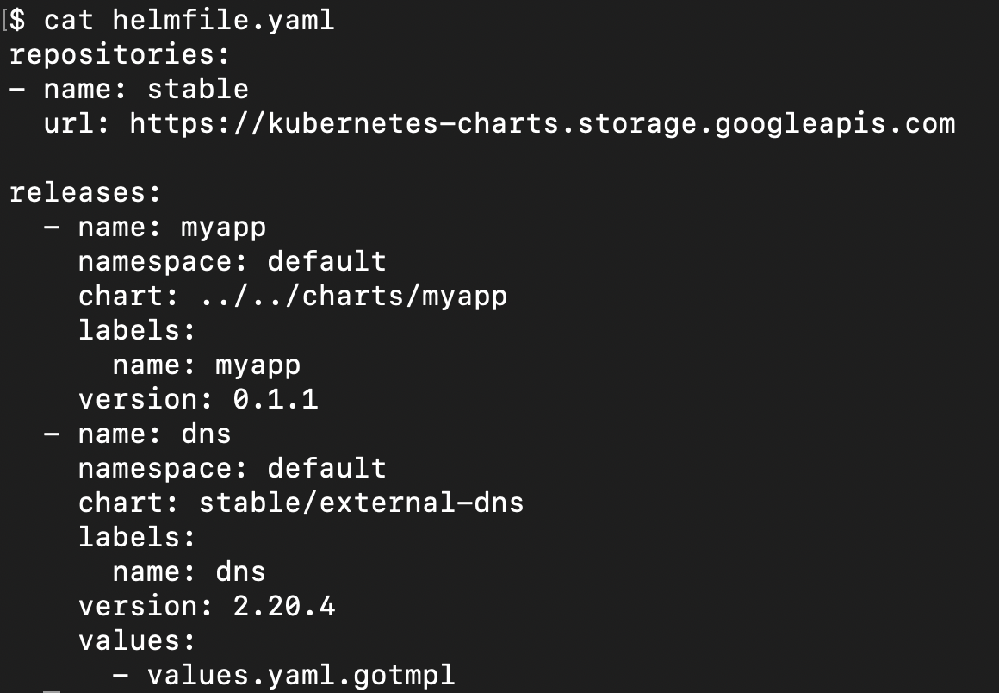 [$ cat helmfile.yaml
repositories:
- name: stable
  url: https://kubernetes-charts.storage.googleapis.com

releases:
  - name: myapp
    namespace: default
    chart: ../../charts/myapp
    labels:
      name: myapp
    version: 0.1.1
  - name: dns
    namespace: default
    chart: stable/external-dns
    labels:
      name: dns
    version: 2.20.4
    values:
      - values.yaml.gotmpl